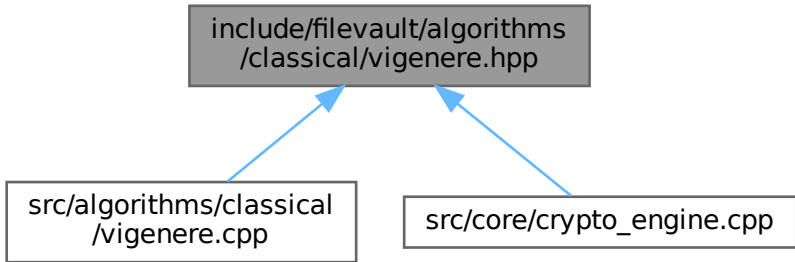 include/filevault/algorithms
/classical/vigenere.hpp
src/algorithms/classical
/vigenere.cpp
src/core/crypto_engine.cpp